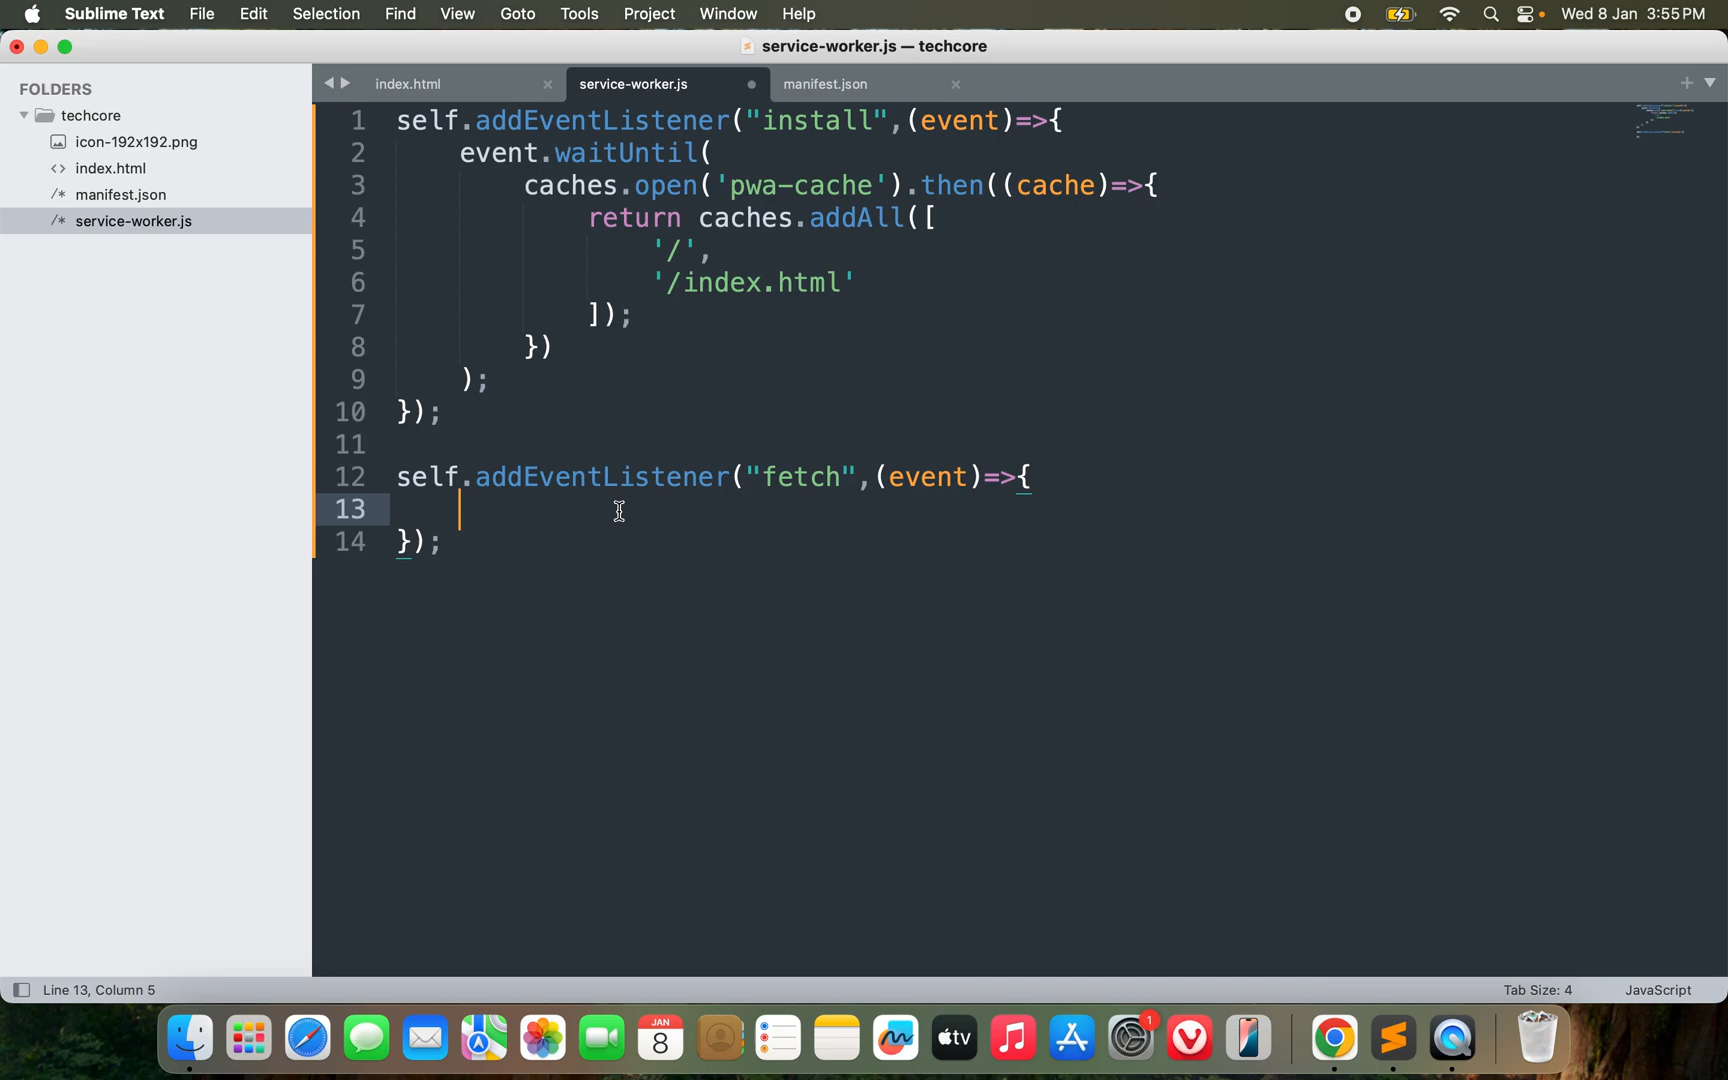 Sublime Text File Edit Selection Find View Goto Tools Project Window Help Wed 8 Jan 3:55 PM
service-worker.js — techcore
FOLDERS
techcore
icon-192x192.png
<> index.html
/* manifest.json
/* service-worker.js
index.html service-worker.js manifest.json
1 self.addEventListener("install",(event)=>{
2 event.waitUntil(
3 caches.open('pwa-cache').then((cache)=>{
4 return caches.addAll([
5 '/',
6 '/index.html'
7 ]);
8 })
9 );
10 });
11
12 self.addEventListener("fetch",(event)=>{
13
14 });
Line 13, Column 5 Tab Size: 4 JavaScript
JAN
8
tv
1